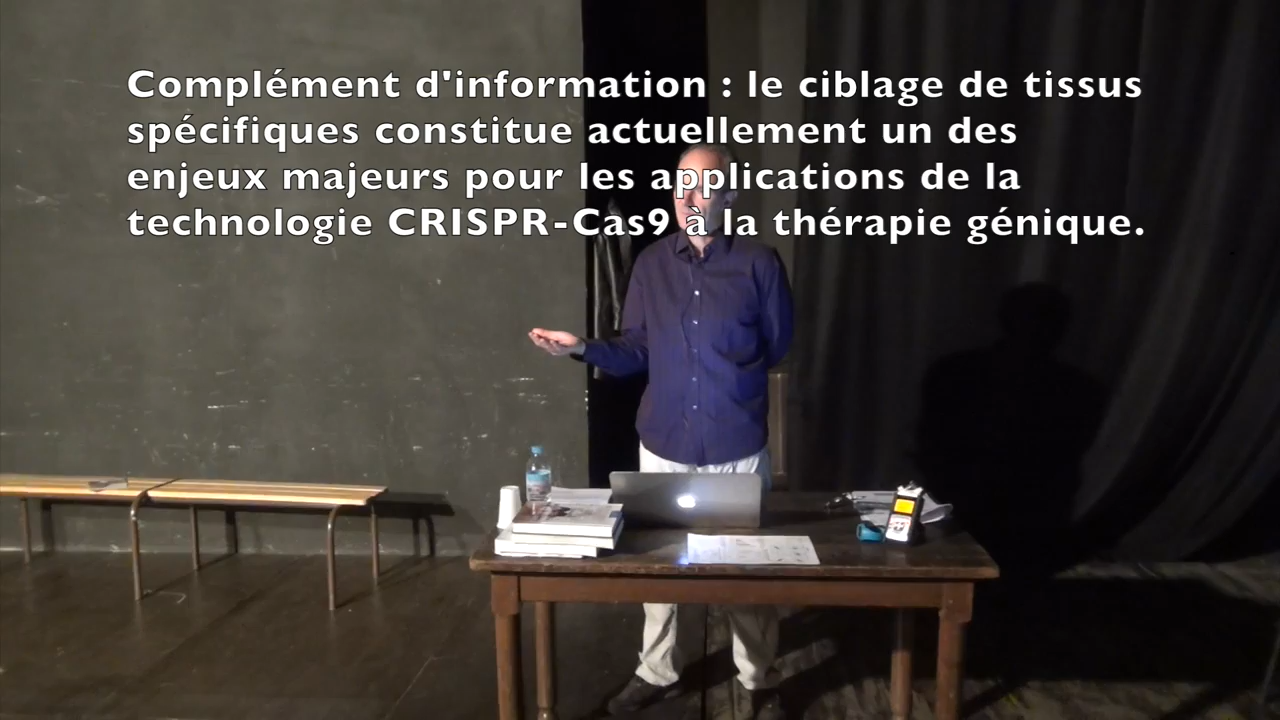 Complément d'information : le ciblage de tissus
spécifiques constitue actuellement un des
enjeux majeurs pour les applications de la
technologie CRISPR-Cas9 à la thérapie génique.